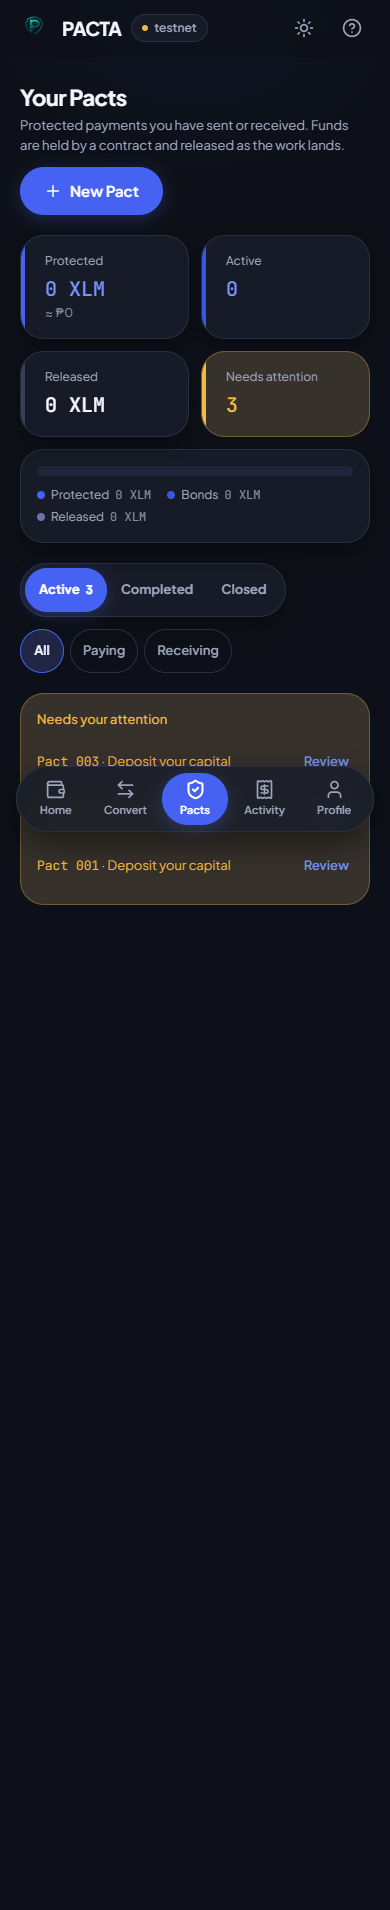 PACTA
testnet
Your Pacts
Protected payments you have sent or received. Funds
are held by a contract and released as the work lands.
+ New Pact
Protected
0 XLM
≈ ₱0
Active
0
Released
0 XLM
Needs attention
3
Protected 0 XLM Bonds 0 XLM
Released 0 XLM
Active 3 Completed Closed
All Paying Receiving
Needs your attention
Pact 003 · Deposit your capital Review
Home Convert Pacts Activity Profile
Pact 001 · Deposit your capital Review